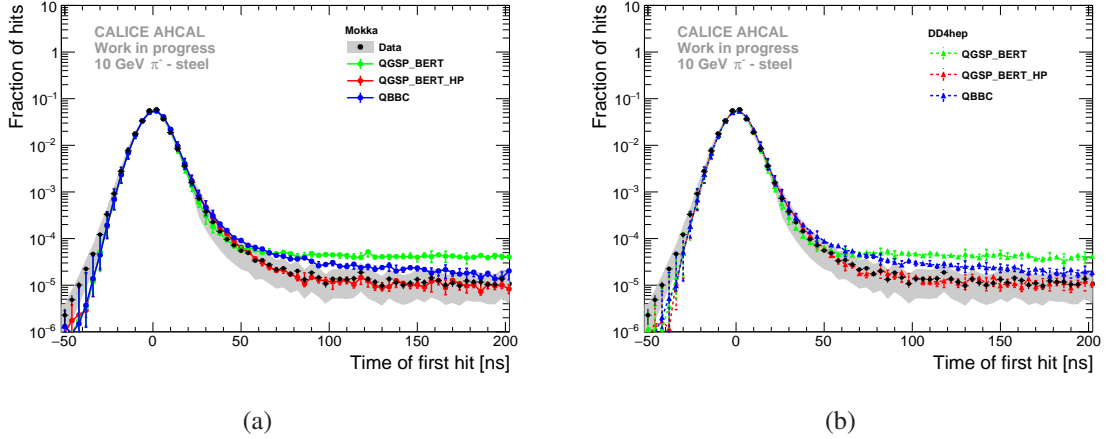 Fraction of hits
10
1
10⁻¹
10⁻²
10⁻³
10⁻⁴
10⁻⁵
10⁻⁶
CALICE AHCAL
Work in progress
10 GeV π⁻ - steel
Mokka
Data
QGSP_BERT
QGSP_BERT_HP
QBBC
−50 0 50 100 150 200
Time of first hit [ns]
(a)
Fraction of hits
10
1
10⁻¹
10⁻²
10⁻³
10⁻⁴
10⁻⁵
10⁻⁶
CALICE AHCAL
Work in progress
10 GeV π⁻ - steel
DD4hep
QGSP_BERT
QGSP_BERT_HP
QBBC
−50 0 50 100 150 200
Time of first hit [ns]
(b)